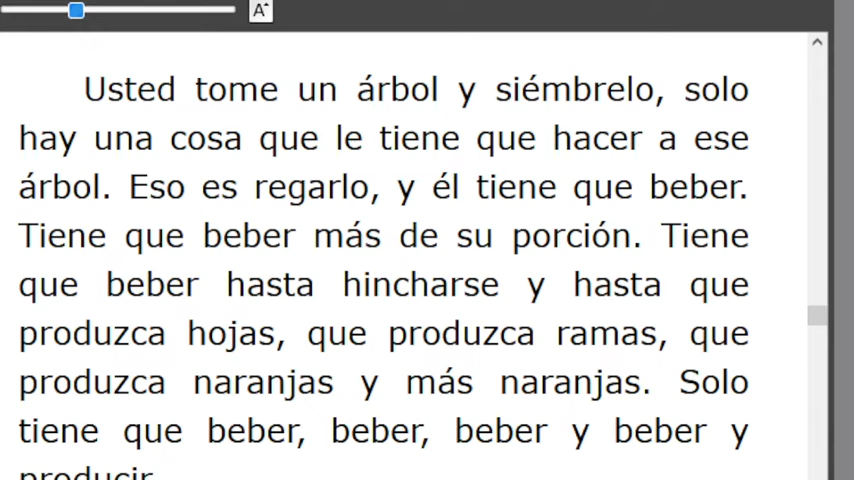 A
Usted tome un árbol y siémbrelo, solo
hay una cosa que le tiene que hacer a ese
árbol. Eso es regarlo, y él tiene que beber.
Tiene que beber más de su porción. Tiene
que beber hasta hincharse y hasta que
produzca hojas, que produzca ramas, que
produzca naranjas y más naranjas. Solo
tiene que beber, beber, beber y beber y
producir